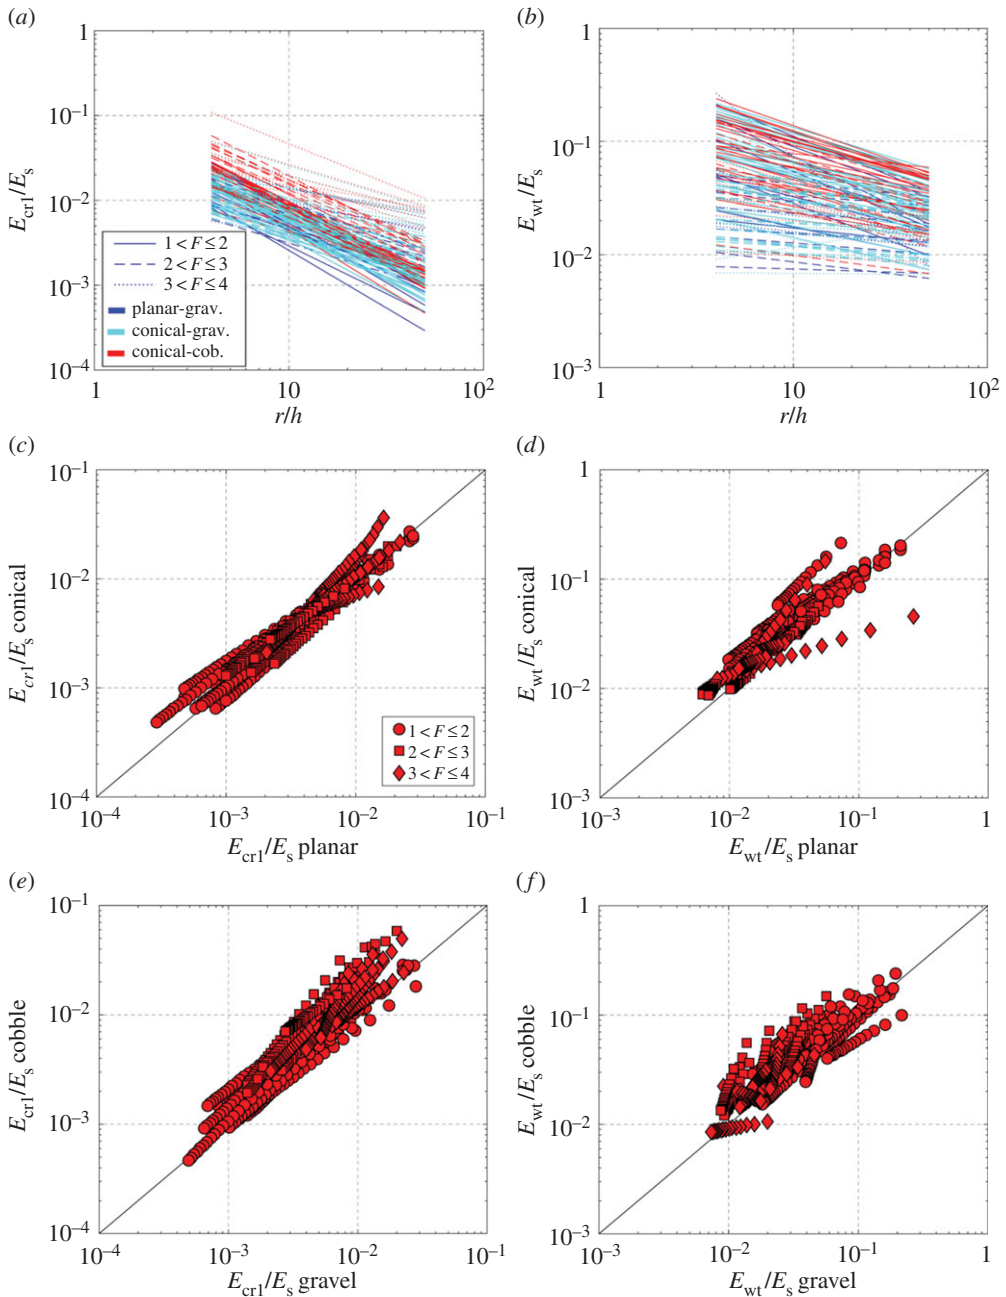 (a)
(b)
1
10⁻¹
10⁻²
10⁻³
10⁻⁴
E_cr1/E_s
1 < F ≤ 2
2 < F ≤ 3
3 < F ≤ 4
planar-grav.
conical-grav.
conical-cob.
1
10
10²
r/h
1
10⁻¹
10⁻²
10⁻³
E_wt/E_s
1
10
10²
r/h
(c)
(d)
10⁻¹
10⁻²
10⁻³
10⁻⁴
E_cr1/E_s conical
1 < F ≤ 2
2 < F ≤ 3
3 < F ≤ 4
10⁻⁴
10⁻³
10⁻²
10⁻¹
E_cr1/E_s planar
1
10⁻¹
10⁻²
10⁻³
E_wt/E_s conical
10⁻³
10⁻²
10⁻¹
1
E_wt/E_s planar
(e)
(f)
10⁻¹
10⁻²
10⁻³
10⁻⁴
E_cr1/E_s cobble
10⁻⁴
10⁻³
10⁻²
10⁻¹
E_cr1/E_s gravel
1
10⁻¹
10⁻²
10⁻³
E_wt/E_s cobble
10⁻³
10⁻²
10⁻¹
1
E_wt/E_s gravel